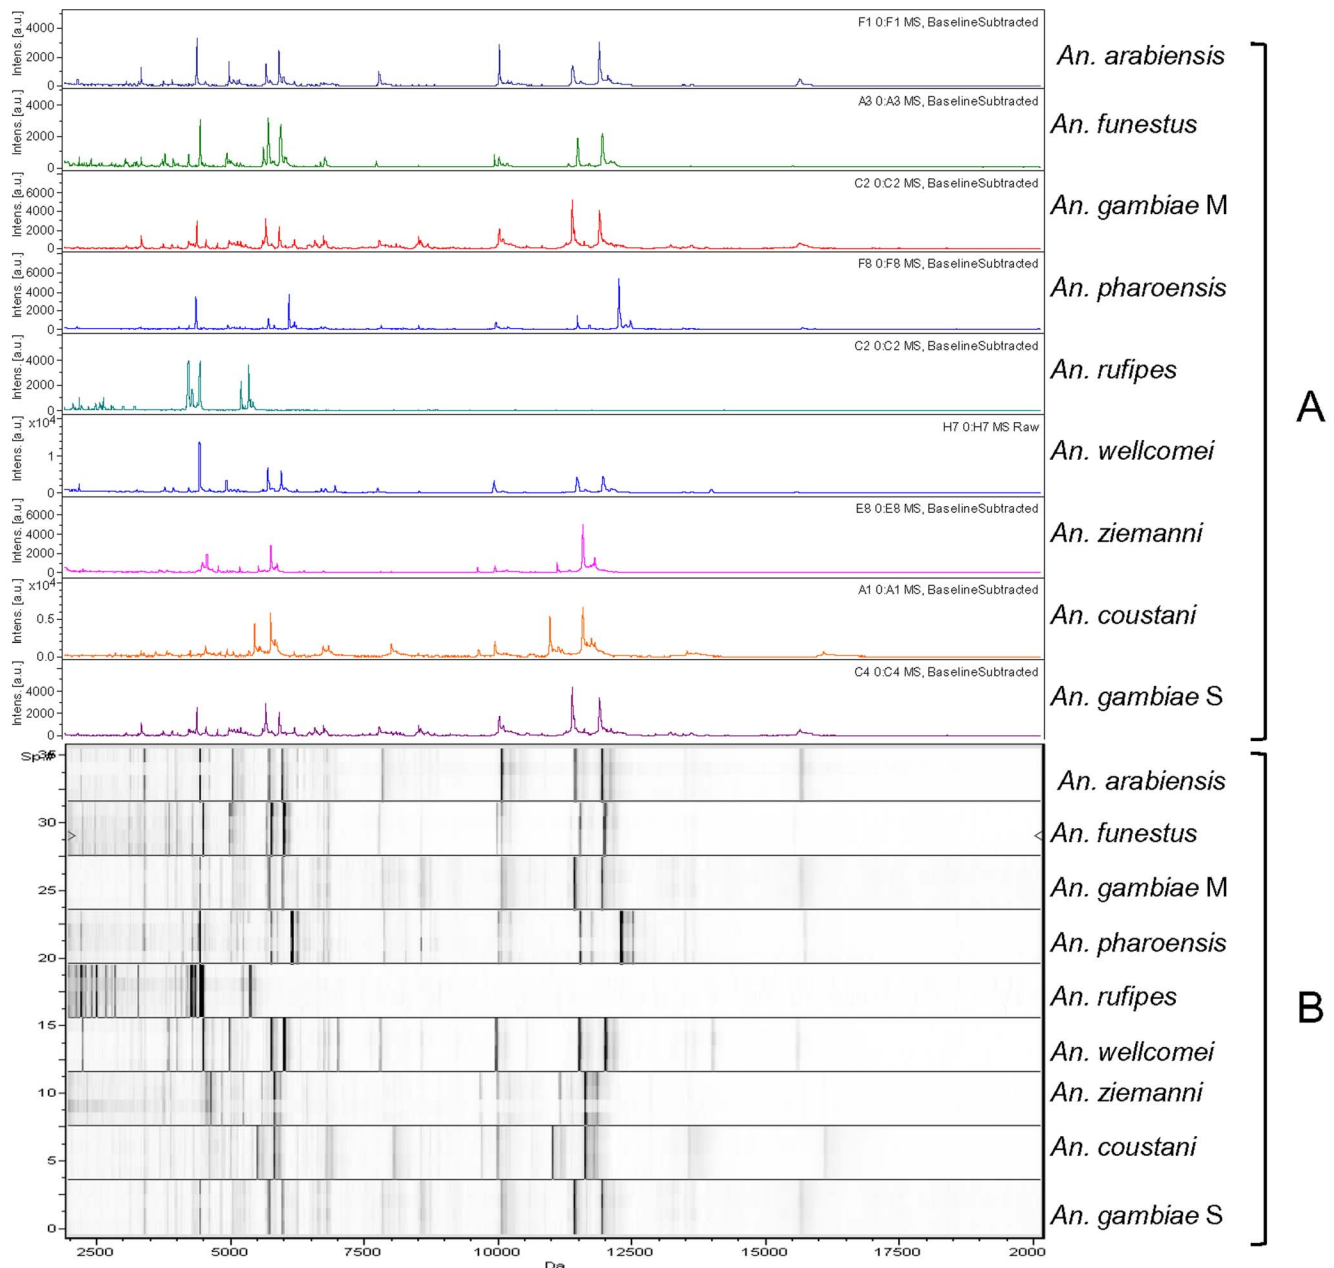 Intens. [a.u.]
4000
2000
0
F1 0:F1 MS, BaselineSubtracted
An. arabiensis
Intens. [a.u.]
4000
2000
0
A3 0:A3 MS, BaselineSubtracted
An. funestus
Intens. [a.u.]
6000
4000
2000
0
C2 0:C2 MS, BaselineSubtracted
An. gambiae M
Intens. [a.u.]
6000
4000
2000
0
F8 0:F8 MS, BaselineSubtracted
An. pharoensis
Intens. [a.u.]
4000
2000
0
C2 0:C2 MS, BaselineSubtracted
An. rufipes
A
Intens. [a.u.]
x10^4
1
0
H7 0:H7 MS Raw
An. wellcomei
Intens. [a.u.]
6000
4000
2000
0
E8 0:E8 MS, BaselineSubtracted
An. ziemanni
Intens. [a.u.]
x10^4
0.5
0.0
A1 0:A1 MS, BaselineSubtracted
An. coustani
Intens. [a.u.]
4000
2000
0
C4 0:C4 MS, BaselineSubtracted
An. gambiae S
35
An. arabiensis
30
An. funestus
25
An. gambiae M
20
An. pharoensis
An. rufipes
B
15
An. wellcomei
10
An. ziemanni
5
An. coustani
0
An. gambiae S
2500 5000 7500 10000 12500 15000 17500 20000
Da